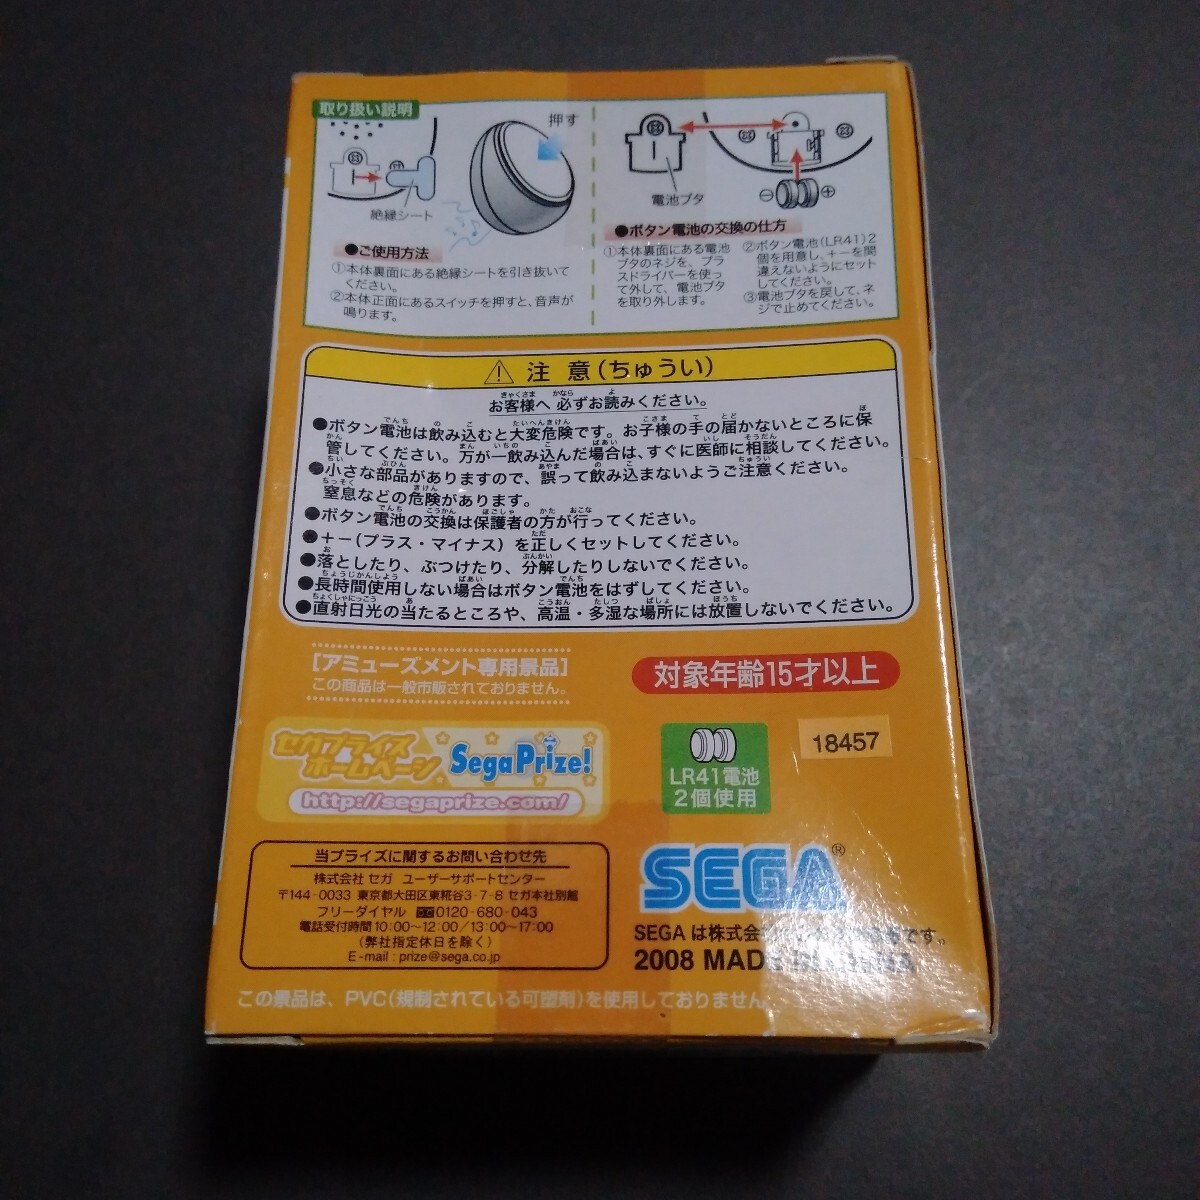 取り扱い説明
押す
絶縁シート
●ご使用方法
①本体裏面にある絶縁シートを引き抜いて
ください。
②本体正面にあるスイッチを押すと、音声が
鳴ります。
電池ブタ
⊖
⊕
●ボタン電池の交換の仕方
①本体裏面にある電池
ブタのネジを、プラ
スドライバーを使っ
て外して、電池ブタ
を取り外します。
②ボタン電池(LR41)2
個を用意し、+-を間
違えないようにセット
してください。
③電池ブタを戻して、ネ
ジで止めてください。
⚠ 注意(ちゅうい)
お客様へ 必ずお読みください。
●ボタン電池は飲み込むと大変危険です。お子様の手の届かないところに保
管してください。万が一飲み込んだ場合は、すぐに医師に相談してください。
●小さな部品がありますので、誤って飲み込まないようご注意ください。
窒息などの危険があります。
●ボタン電池の交換は保護者の方が行ってください。
●+-(プラス・マイナス)を正しくセットしてください。
●落としたり、ぶつけたり、分解したりしないでください。
●長時間使用しない場合はボタン電池をはずしてください。
●直射日光の当たるところや、高温・多湿な場所には放置しないでください。
[アミューズメント専用景品]
この商品は一般市販されておりません。
対象年齢15才以上
セガプライズ
ホームページ
SegaPrize!
http://segaprize.com/
LR41電池
2個使用
18457
当プライズに関するお問い合わせ先
株式会社 セガ ユーザーサポートセンター
〒144-0033 東京都大田区東糀谷3-7-8 セガ本社別館
フリーダイヤル 0120-680-043
電話受付時間 10:00~12:00/13:00~17:00
(弊社指定休日を除く)
E-mail : prize@sega.co.jp
SEGA®
SEGA は株式会 です。
2008 MADE
この景品は、PVC(規制されている可塑剤)を使用しておりません